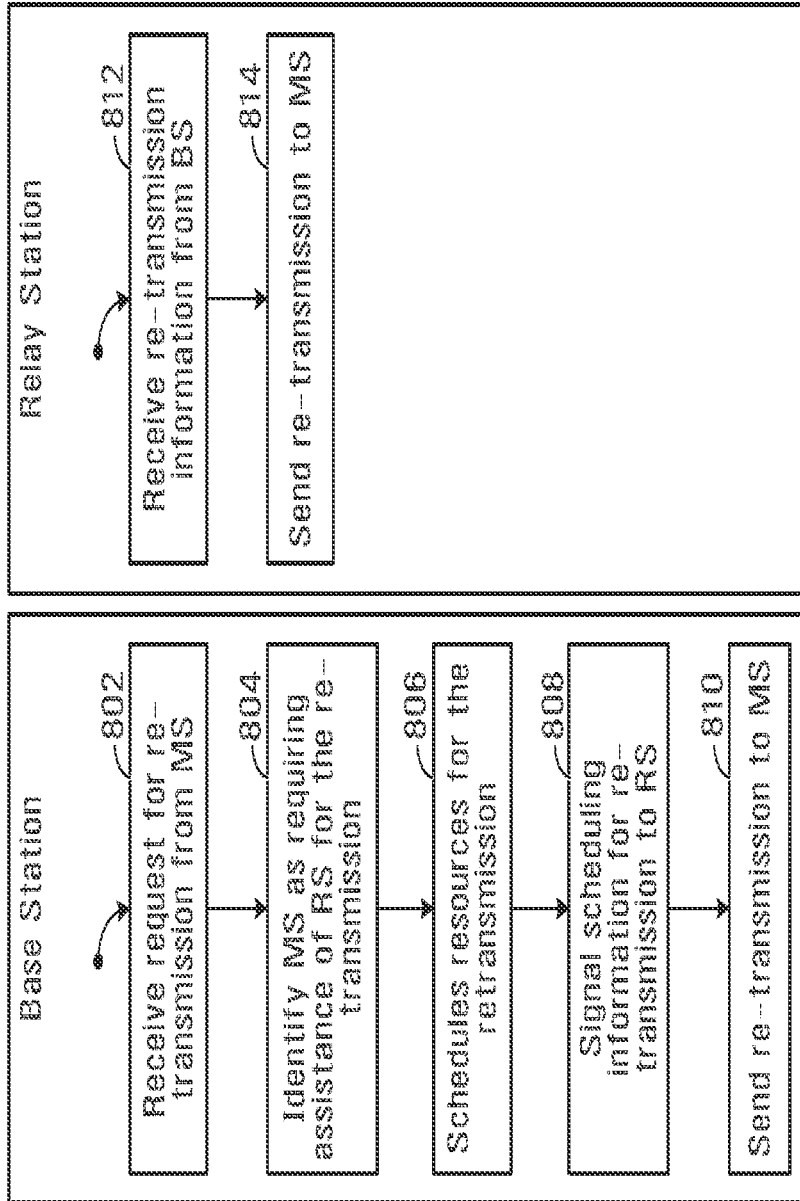 Base Station
802
Receive request for re-
transmission from MS
804
Identify MS as requiring
assistance of RS for the re-
transmission
806
Schedules resources for the
retransmission
808
Signal scheduling
information for re-
transmission to RS
810
Send re-transmission to MS
Relay Station
812
Receive re-transmission
information from BS
814
Send re-transmission to MS